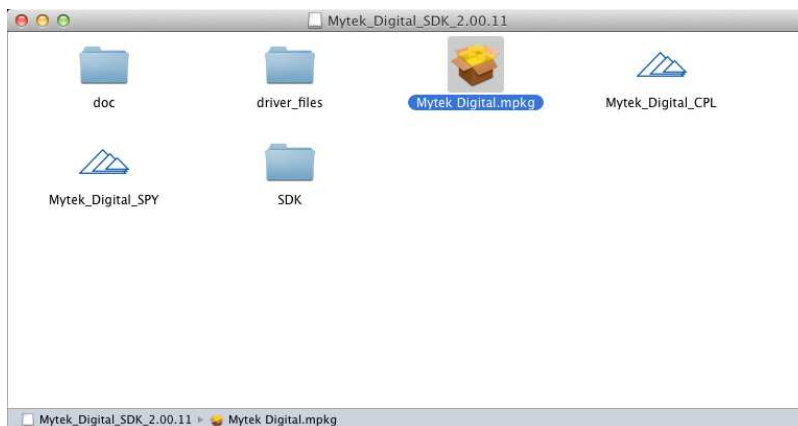 Mytek_Digital_SDK_2.00.11
doc
driver_files
Mytek Digital.mpkg
Mytek_Digital_CPL
Mytek_Digital_SPY
SDK
Mytek_Digital_SDK_2.00.11 ▸ Mytek Digital.mpkg